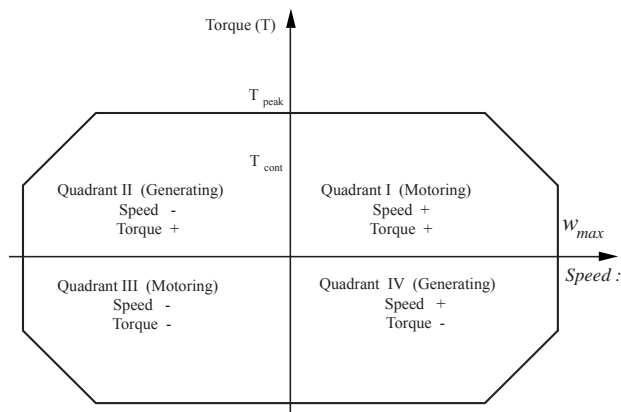 Torque (T)
T peak
T cont
Quadrant II (Generating)
Speed -
Torque +
Quadrant I (Motoring)
Speed +
Torque +
w max
Speed :
Quadrant III (Motoring)
Speed -
Torque -
Quadrant IV (Generating)
Speed +
Torque -